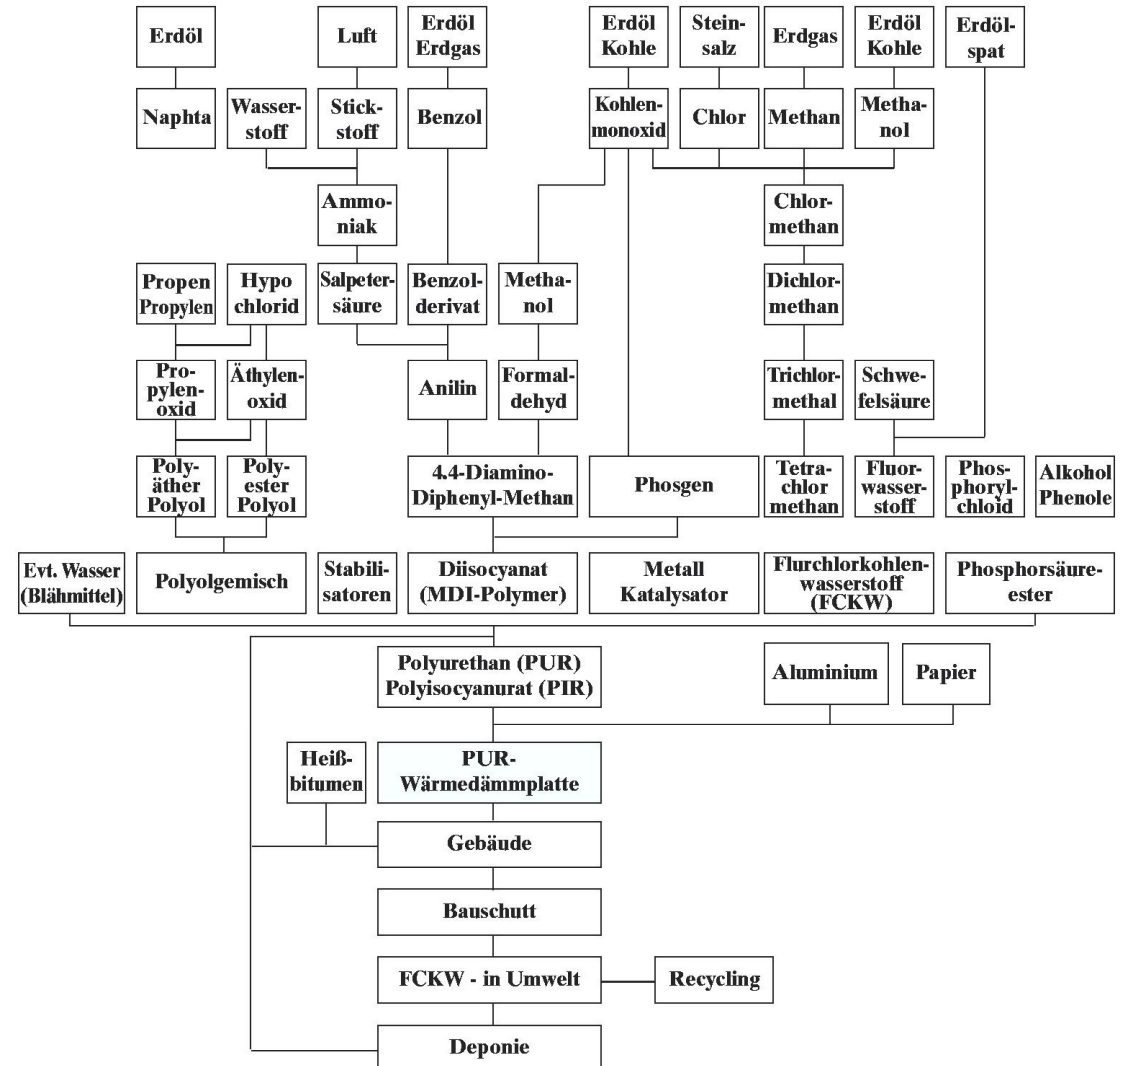 Erdöl
Luft
Erdöl
Erdgas
Erdöl
Kohle
Stein-
salz
Erdgas
Erdöl
Kohle
Erdöl-
spat
Naphta
Wasser-
stoff
Stick-
stoff
Benzol
Kohlen-
monoxid
Chlor
Methan
Metha-
nol
Ammo-
niak
Chlor-
methan
Propen
Propylen
Hypo
chlorid
Salpeter-
säure
Benzol-
derivat
Metha-
nol
Dichlor-
methan
Pro-
pylen-
oxid
Äthylen-
oxid
Anilin
Formal-
dehyd
Trichlor-
methal
Schwe-
felsäure
Poly-
äther
Polyol
Poly-
ester
Polyol
4.4-Diamino-
Diphenyl-Methan
Phosgen
Tetra-
chlor
methan
Fluor-
wasser-
stoff
Phos-
phoryl-
chloid
Alkohol
Phenole
Evt. Wasser
(Blähmittel)
Polyolgemisch
Stabili-
satoren
Diisocyanat
(MDI-Polymer)
Metall
Katalysator
Flurchlorkohlen-
wasserstoff
(FCKW)
Phosphorsäure-
ester
Polyurethan (PUR)
Polyisocyanurat (PIR)
Aluminium
Papier
Heiß-
bitumen
PUR-
Wärmedämmplatte
Gebäude
Bauschutt
FCKW - in Umwelt
Recycling
Deponie